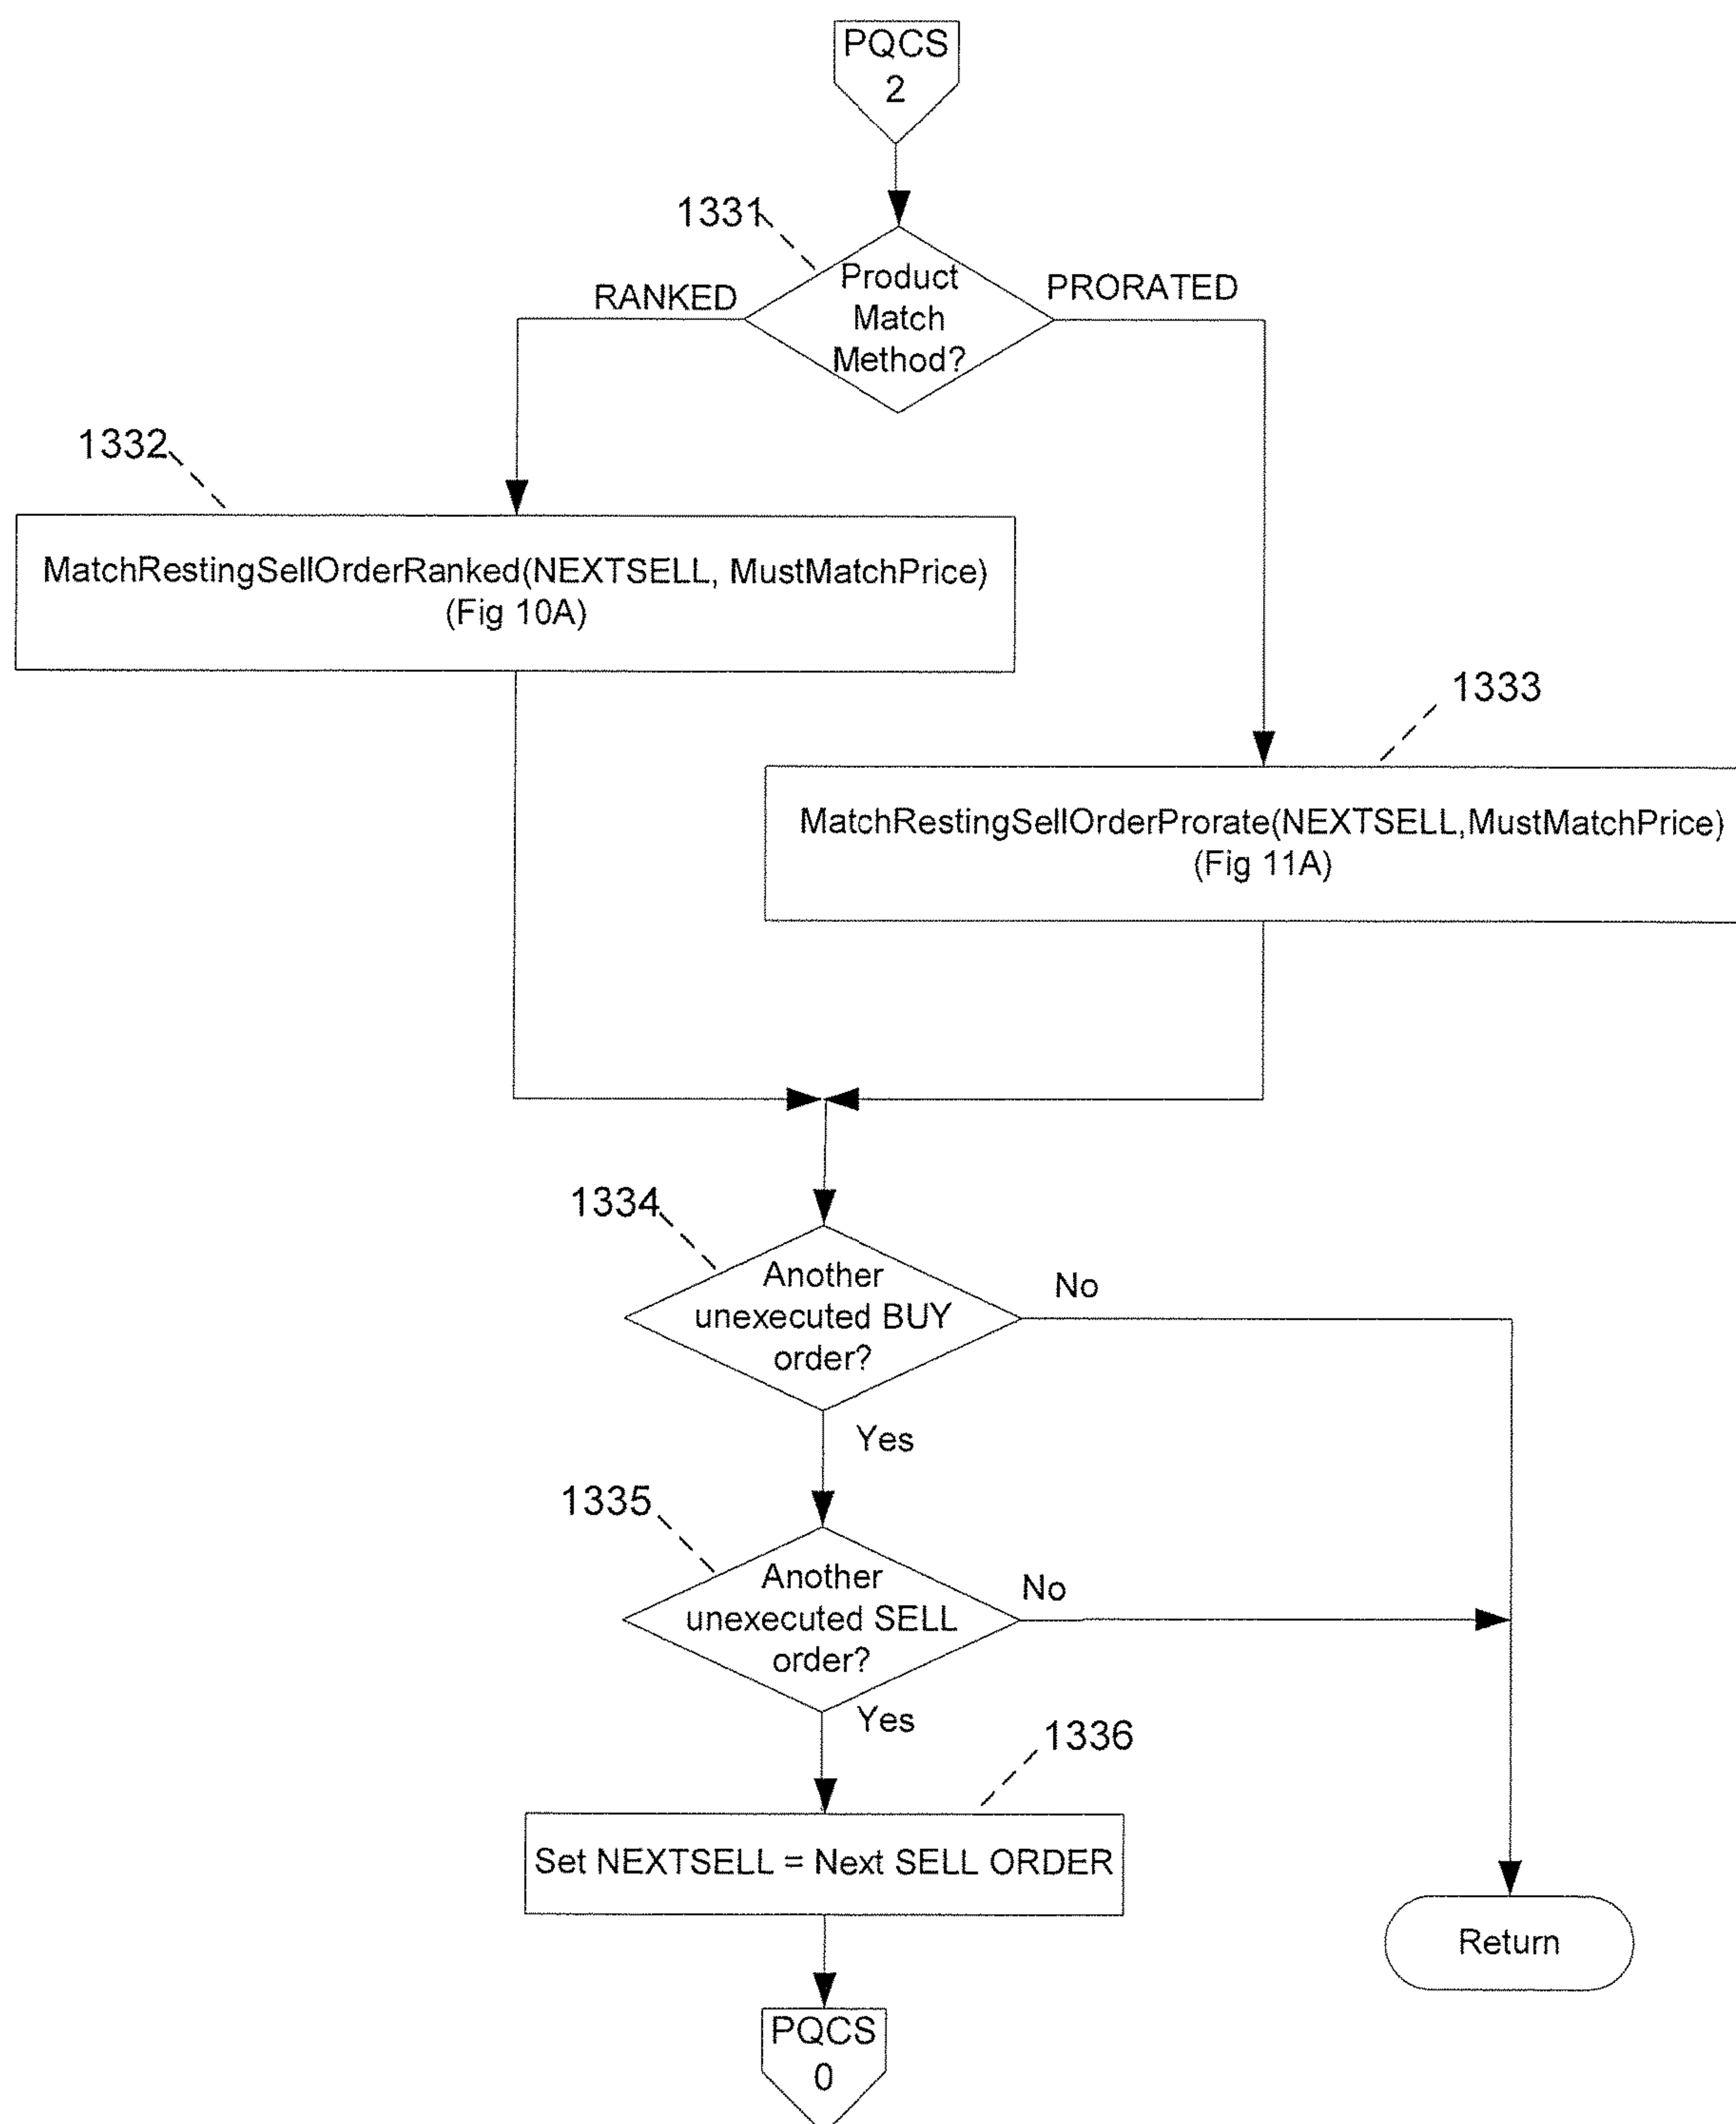 PQCS
2
1331
Product
Match
Method?
RANKED
PRORATED
1332
MatchRestingSellOrderRanked(NEXTSELL, MustMatchPrice)
(Fig 10A)
1333
MatchRestingSellOrderProrate(NEXTSELL,MustMatchPrice)
(Fig 11A)
1334
Another
unexecuted BUY
order?
No
Yes
1335
Another
unexecuted SELL
order?
No
Yes
1336
Set NEXTSELL = Next SELL ORDER
Return
PQCS
0